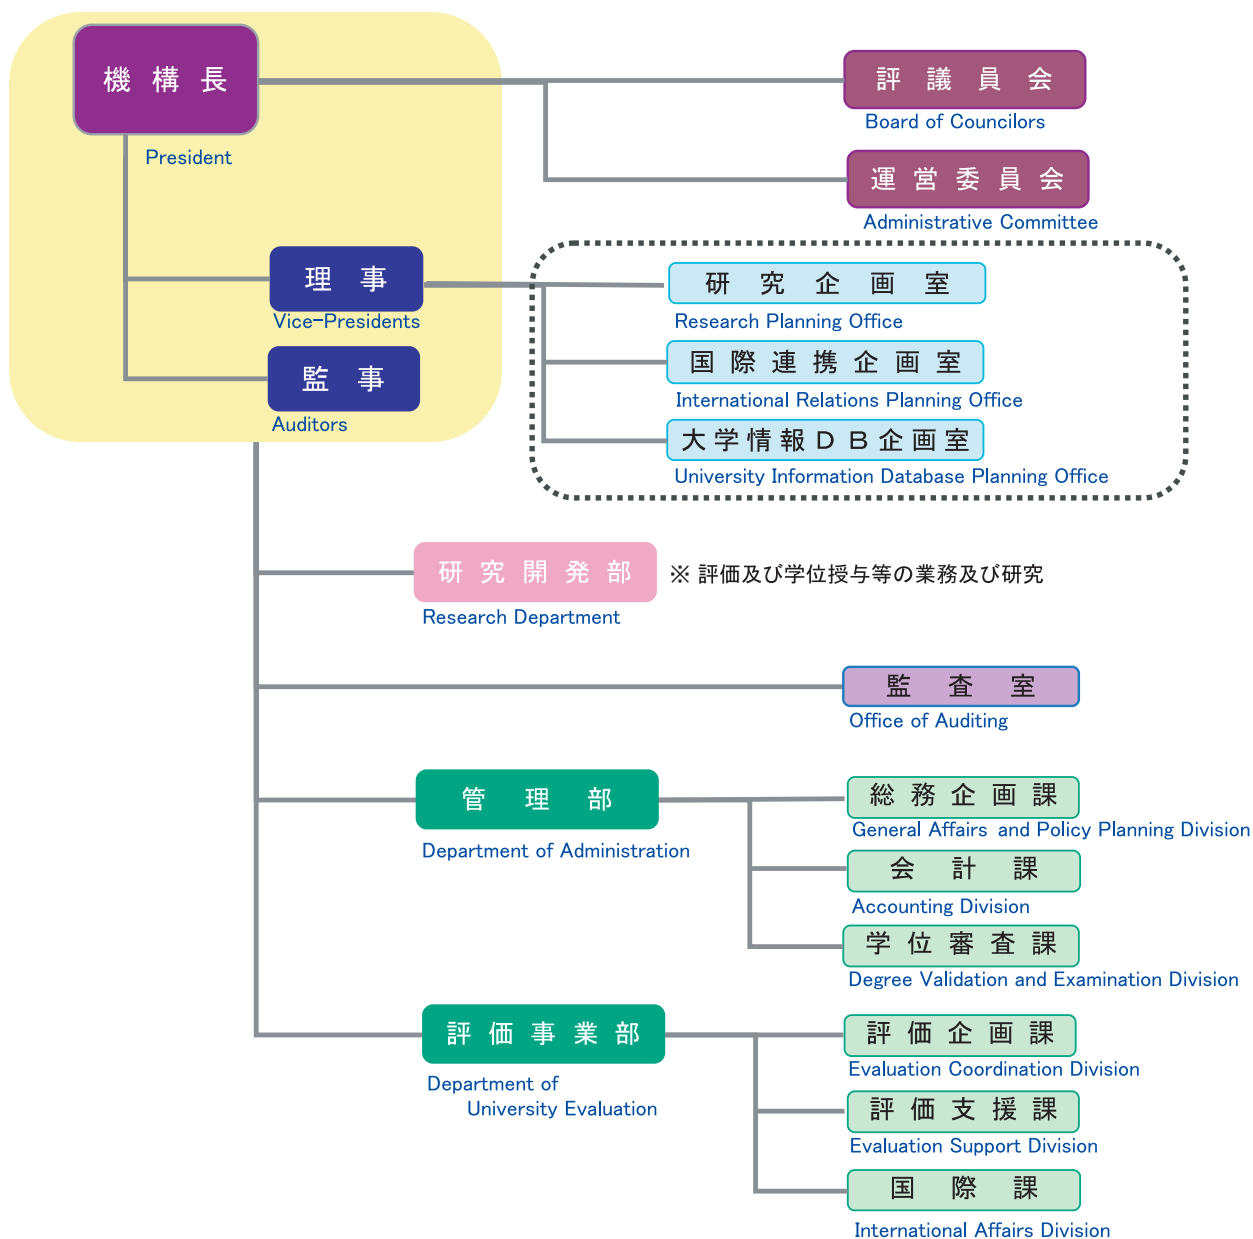 機構長
President
評議員会
Board of Councilors
運営委員会
Administrative Committee
理事
Vice-Presidents
監事
Auditors
研究企画室
Research Planning Office
国際連携企画室
International Relations Planning Office
大学情報ＤＢ企画室
University Information Database Planning Office
研究開発部
※ 評価及び学位授与等の業務及び研究
Research Department
監査室
Office of Auditing
管理部
Department of Administration
総務企画課
General Affairs and Policy Planning Division
会計課
Accounting Division
学位審査課
Degree Validation and Examination Division
評価事業部
Department of
University Evaluation
評価企画課
Evaluation Coordination Division
評価支援課
Evaluation Support Division
国際課
International Affairs Division